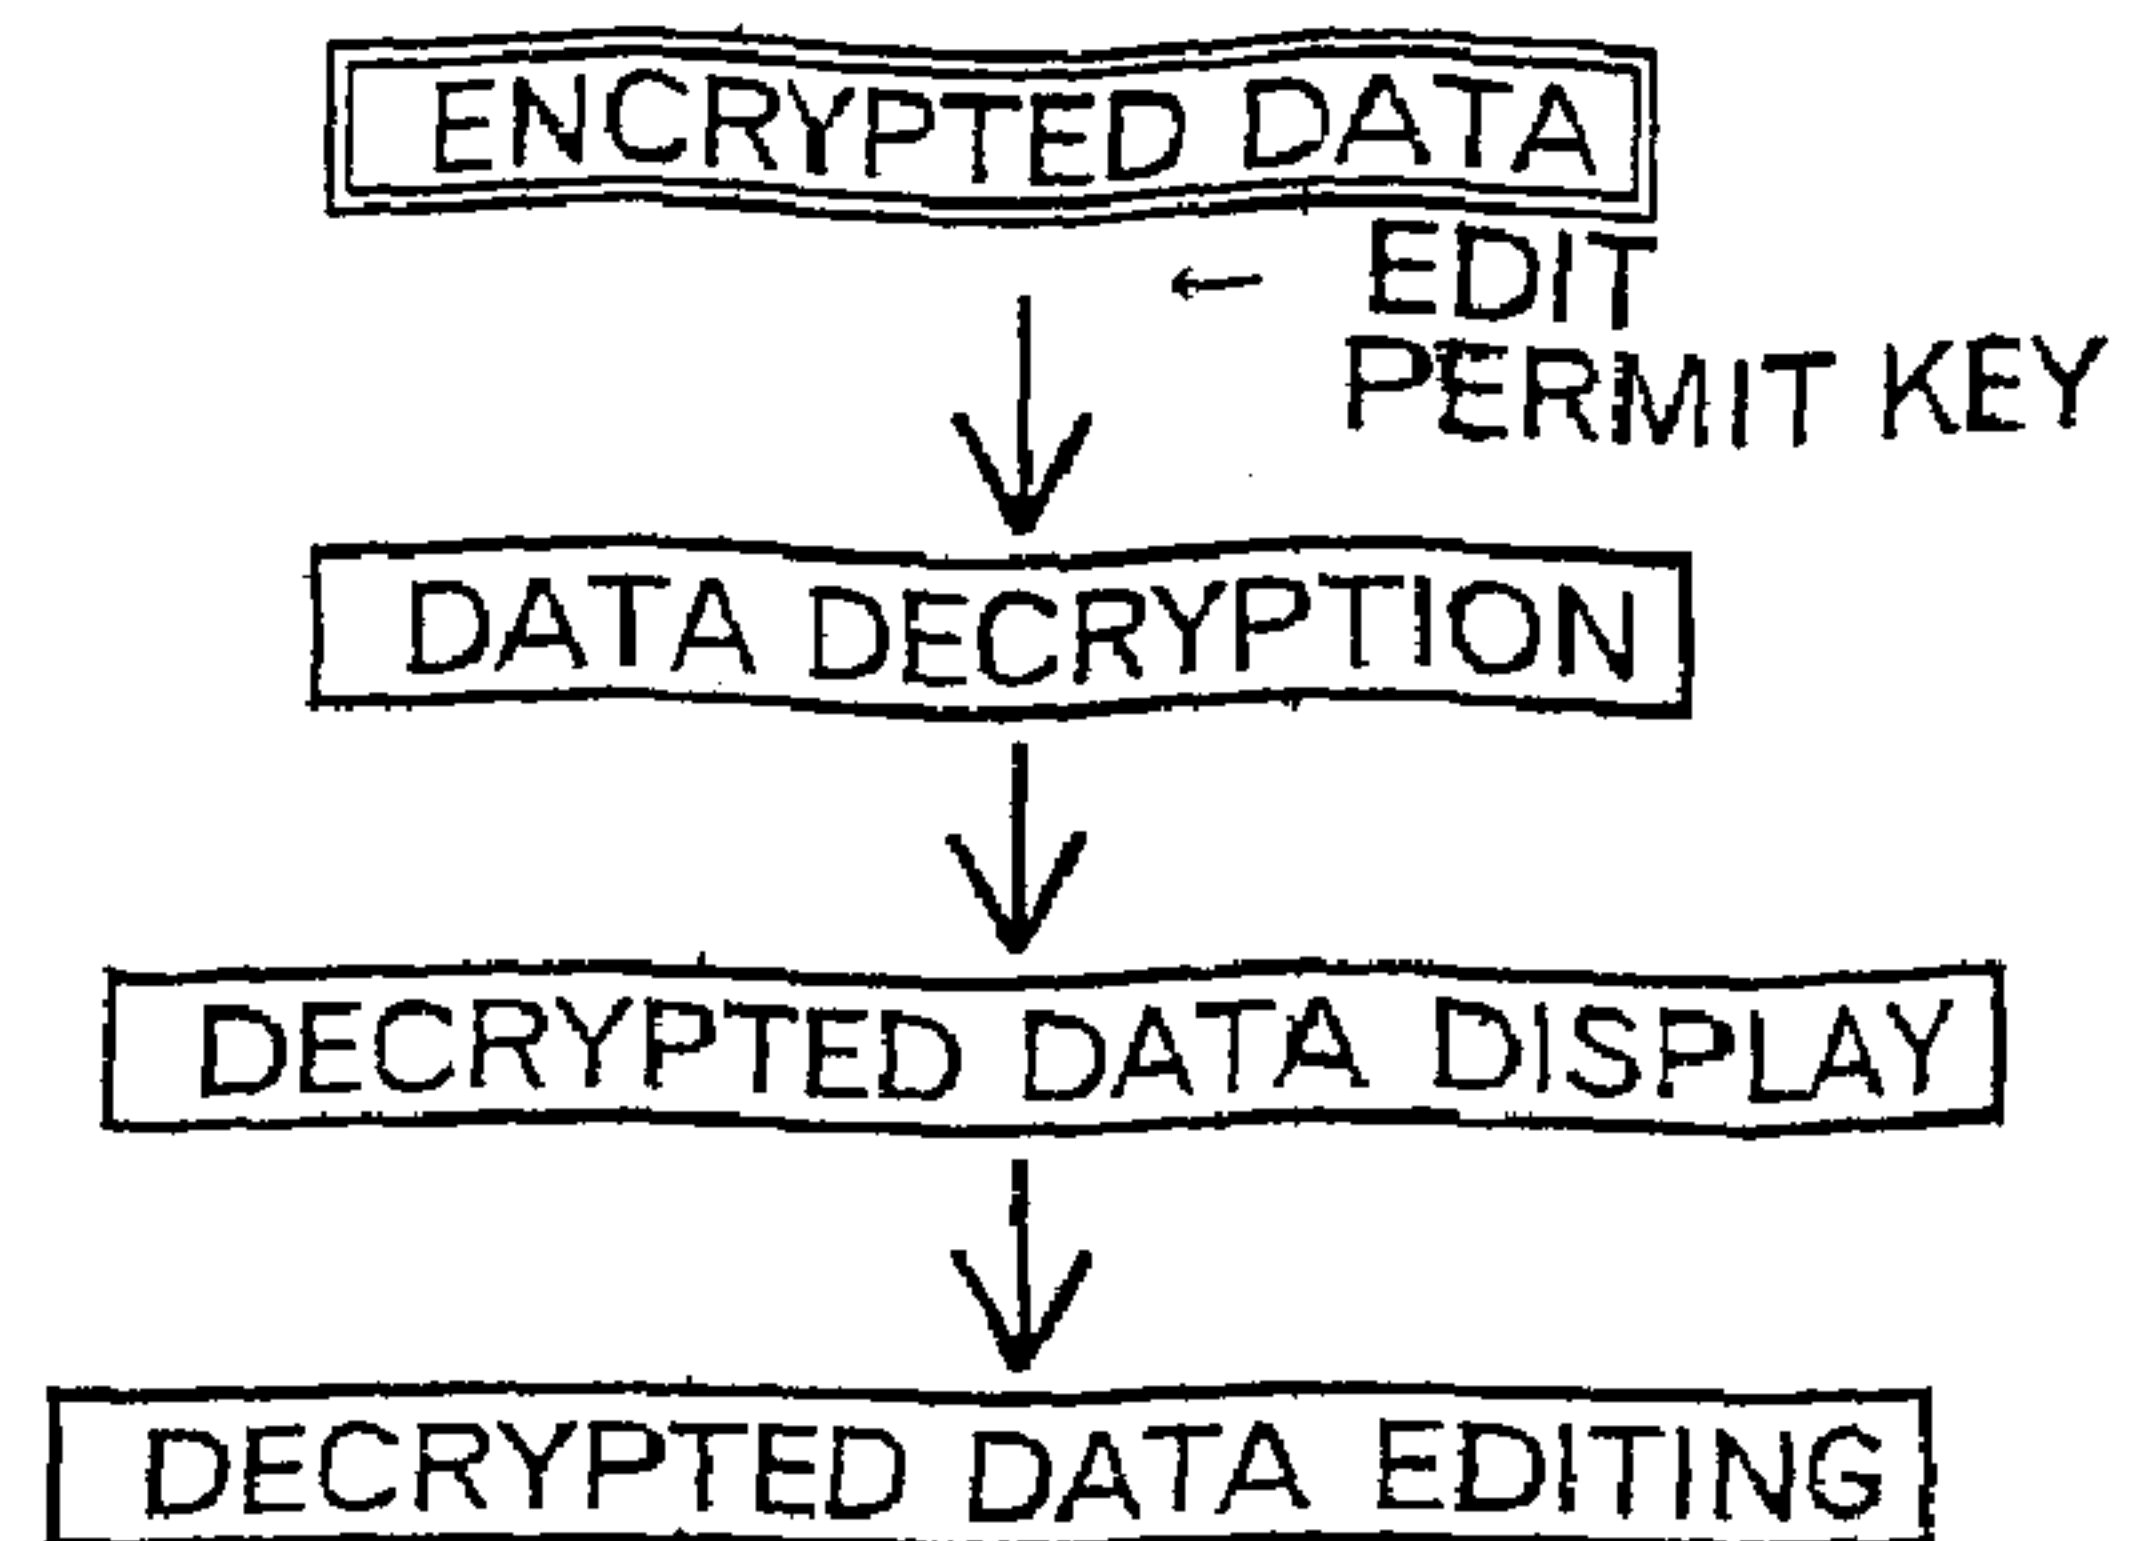 ENCRYPTED DATA
← EDIT
PERMIT KEY
DATA DECRYPTION
DECRYPTED DATA DISPLAY
DECRYPTED DATA EDITING